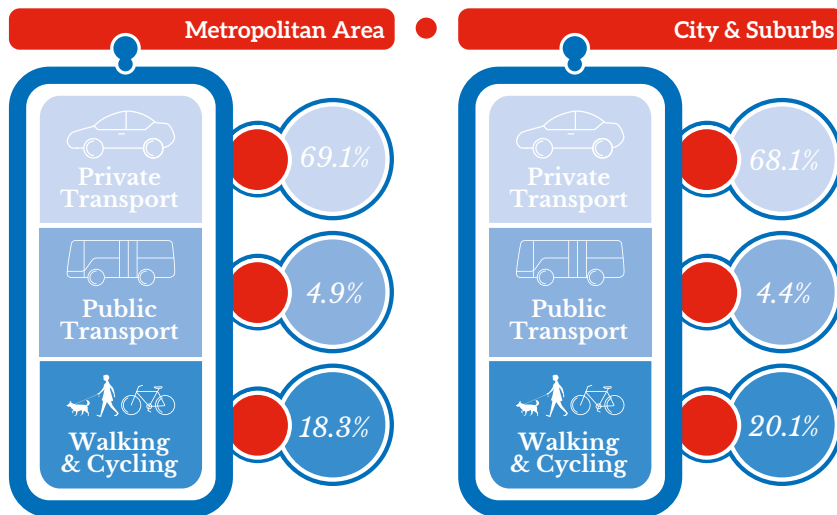 Metropolitan Area
Private
Transport
69.1%
Public
Transport
4.9%
Walking
& Cycling
18.3%
City & Suburbs
Private
Transport
68.1%
Public
Transport
4.4%
Walking
& Cycling
20.1%